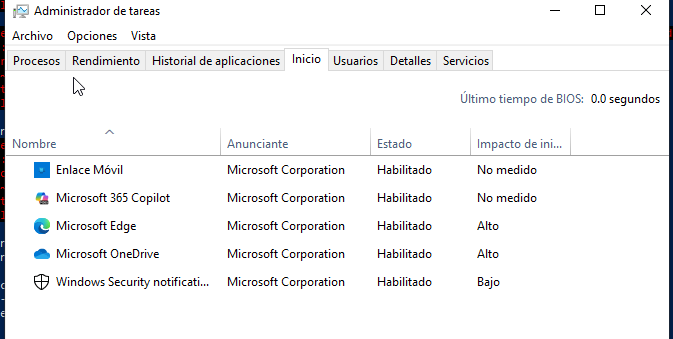 Administrador de tareas
Archivo Opciones Vista
Procesos Rendimiento Historial de aplicaciones Inicio Usuarios Detalles Servicios
Último tiempo de BIOS: 0.0 segundos
Nombre Anunciante Estado Impacto de ini...
Enlace Móvil Microsoft Corporation Habilitado No medido
Microsoft 365 Copilot Microsoft Corporation Habilitado No medido
Microsoft Edge Microsoft Corporation Habilitado Alto
Microsoft OneDrive Microsoft Corporation Habilitado Alto
Windows Security notificati... Microsoft Corporation Habilitado Bajo